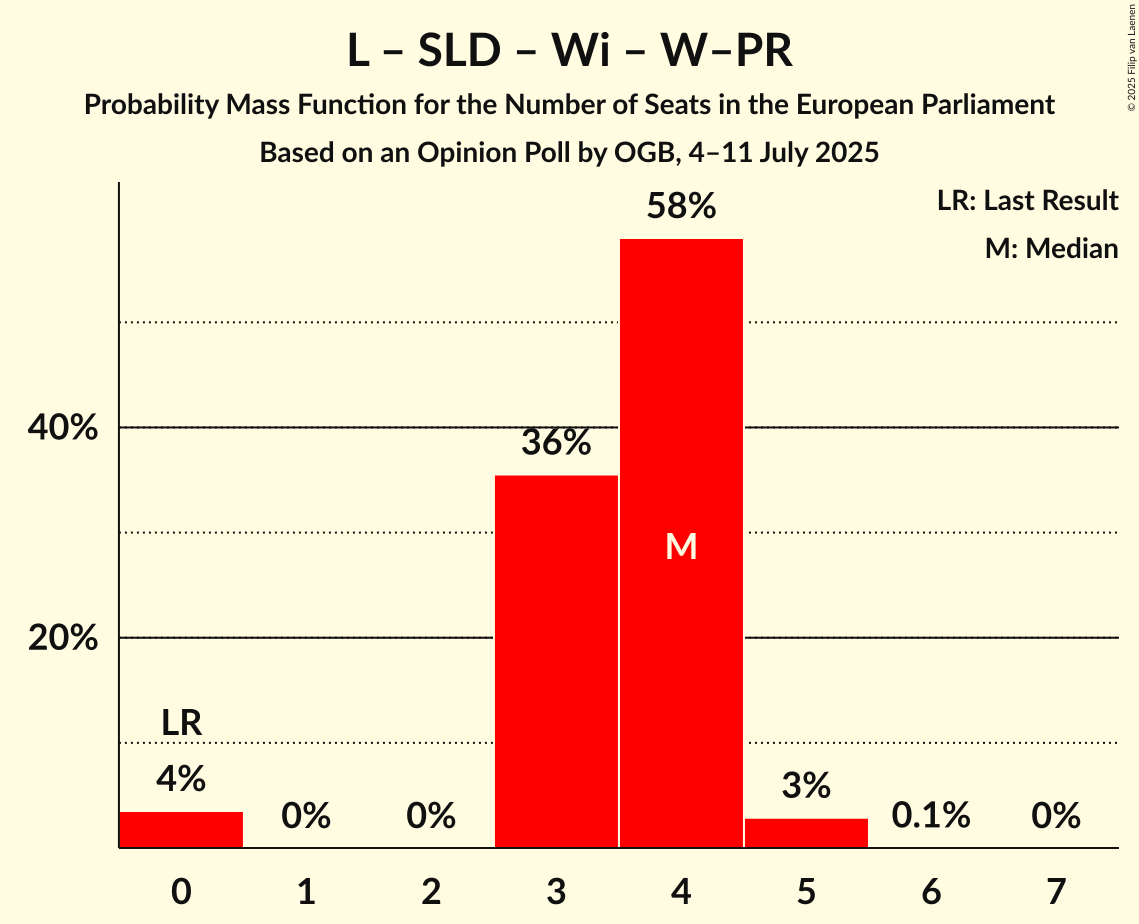 L – SLD – Wi – W–PR
Probability Mass Function for the Number of Seats in the European Parliament
Based on an Opinion Poll by OGB, 4–11 July 2025
© 2025 Filip van Laenen
LR: Last Result
M: Median
58%
40%
36%
M
20%
LR
4%
0%
0%
3%
0.1%
0%
0 1 2 3 4 5 6 7